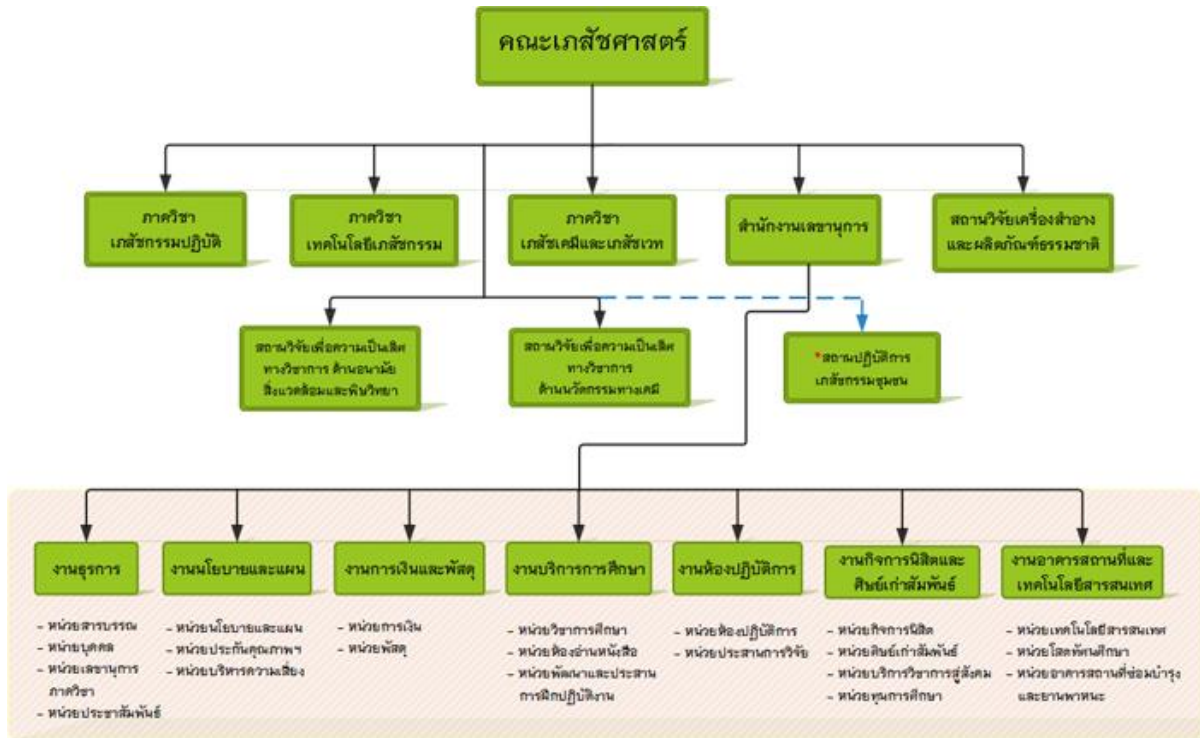 คณะเภสัชศาสตร์
ภาควิชา
เภสัชกรรมปฏิบัติ
ภาควิชา
เทคโนโลยีเภสัชกรรม
ภาควิชา
เภสัชเคมีและเภสัชเวท
สำนักงานเลขานุการ
สถานวิจัยเครื่องสำอาง
และผลิตภัณฑ์ธรรมชาติ
สถานวิจัยเพื่อความเป็นเลิศ
ทางวิชาการ ด้านอนามัย
สิ่งแวดล้อมและพิษวิทยา
สถานวิจัยเพื่อความเป็นเลิศ
ทางวิชาการ
ด้านนวัตกรรมทางเคมี
*สถานปฏิบัติการ
เภสัชกรรมชุมชน
งานธุรการ
- หน่วยสารบรรณ
- หน่ายบุคคล
- หน่วยเลขานุการ
ภาควิชา
- หน่วยประชาสัมพันธ์
งานนโยบายและแผน
- หน่วยนโยบายและแผน
- หน่วยประกันคุณภาพฯ
- หน่วยบริหารความเสี่ยง
งานการเงินและพัสดุ
- หน่วยการเงิน
- หน่วยพัสดุ
งานบริการการศึกษา
- หน่วยวิชาการศึกษา
- หน่วยห้องอ่านหนังสือ
- หน่วยพัฒนาและประสาน
การฝึกปฏิบัติงาน
งานห้องปฏิบัติการ
- หน่วยห้องปฏิบัติการ
- หน่วยประสานการวิจัย
งานกิจการนิสิตและ
ศิษย์เก่าสัมพันธ์
- หน่วยกิจการนิสิต
- หน่วยศิษย์เก่าสัมพันธ์
- หน่วยบริการวิชาการสู่สังคม
- หน่วยทุนการศึกษา
งานอาคารสถานที่และ
เทคโนโลยีสารสนเทศ
- หน่วยเทคโนโลยีสารสนเทศ
- หน่วยโสตทัศนศึกษา
- หน่วยอาคารสถานที่ซ่อมบำรุง
และยานพาหนะ